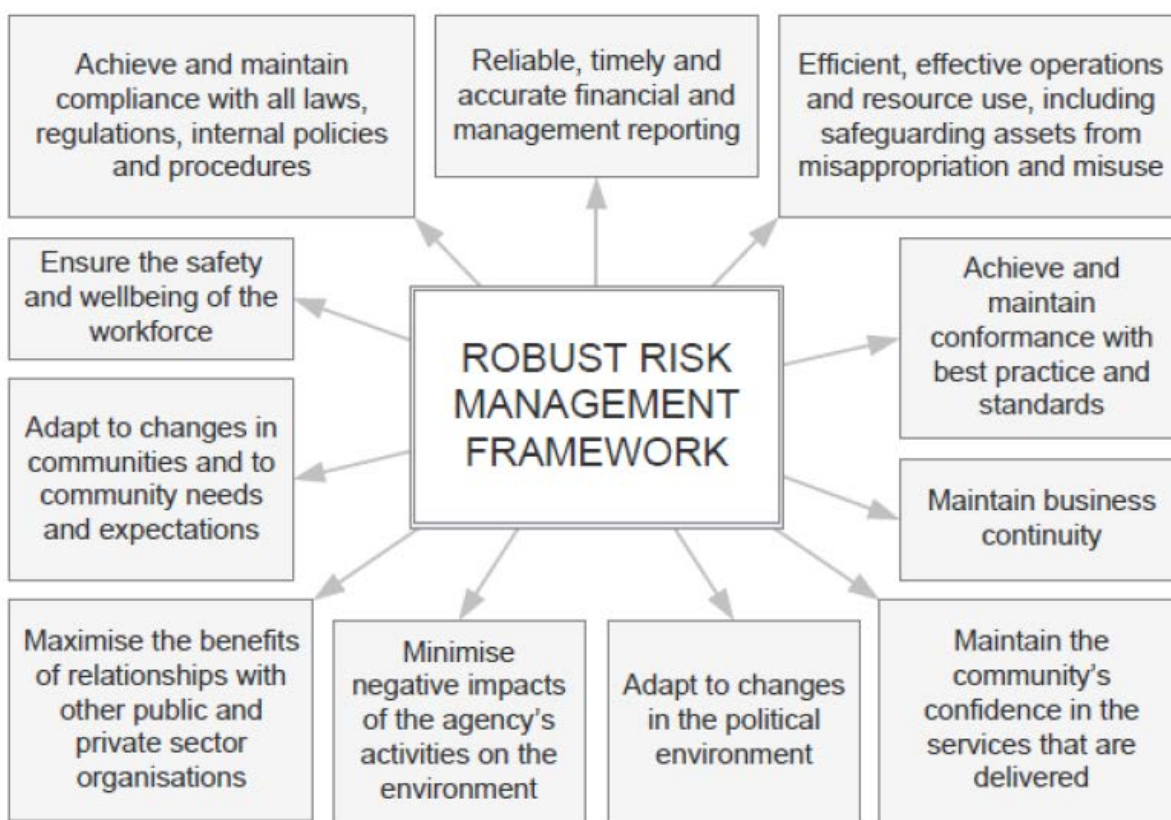 Achieve and maintain
compliance with all laws,
regulations, internal policies
and procedures
Reliable, timely and
accurate financial and
management reporting
Efficient, effective operations
and resource use, including
safeguarding assets from
misappropriation and misuse
Ensure the safety
and wellbeing of the
workforce
ROBUST RISK
MANAGEMENT
FRAMEWORK
Achieve and
maintain
conformance with
best practice and
standards
Adapt to changes in
communities and to
community needs
and expectations
Maintain business
continuity
Maximise the benefits
of relationships with
other public and
private sector
organisations
Minimise
negative impacts
of the agency’s
activities on the
environment
Adapt to changes
in the political
environment
Maintain the
community’s
confidence in the
services that are
delivered